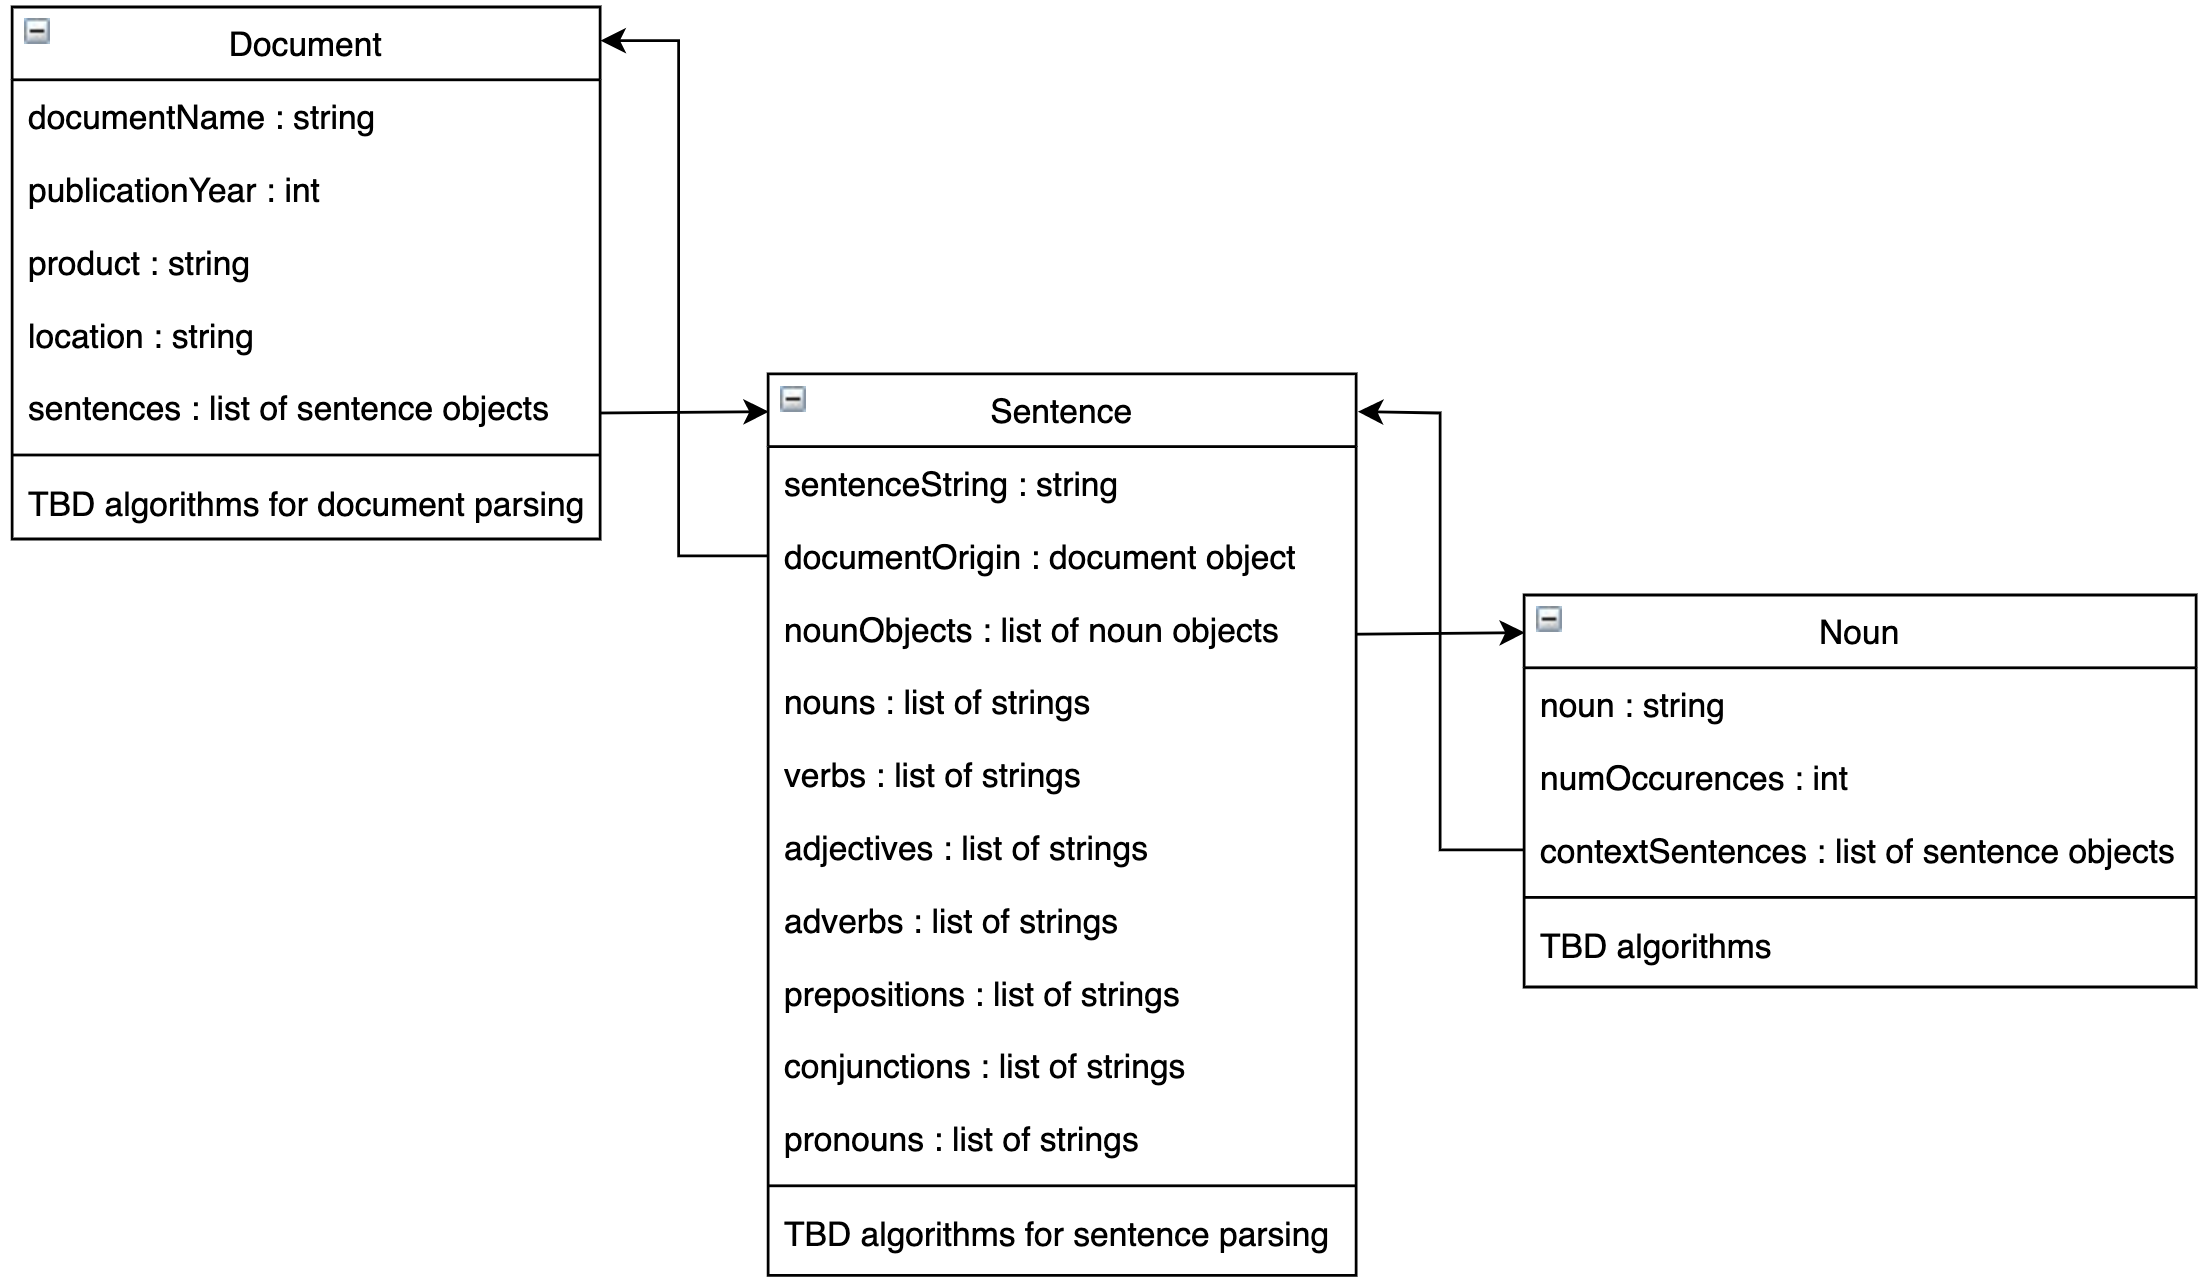 Document
documentName : string
publicationYear : int
product : string
location : string
sentences : list of sentence objects
TBD algorithms for document parsing
Sentence
sentenceString : string
documentOrigin : document object
nounObjects : list of noun objects
nouns : list of strings
verbs : list of strings
adjectives : list of strings
adverbs : list of strings
prepositions : list of strings
conjunctions : list of strings
pronouns : list of strings
TBD algorithms for sentence parsing
Noun
noun : string
numOccurences : int
contextSentences : list of sentence objects
TBD algorithms